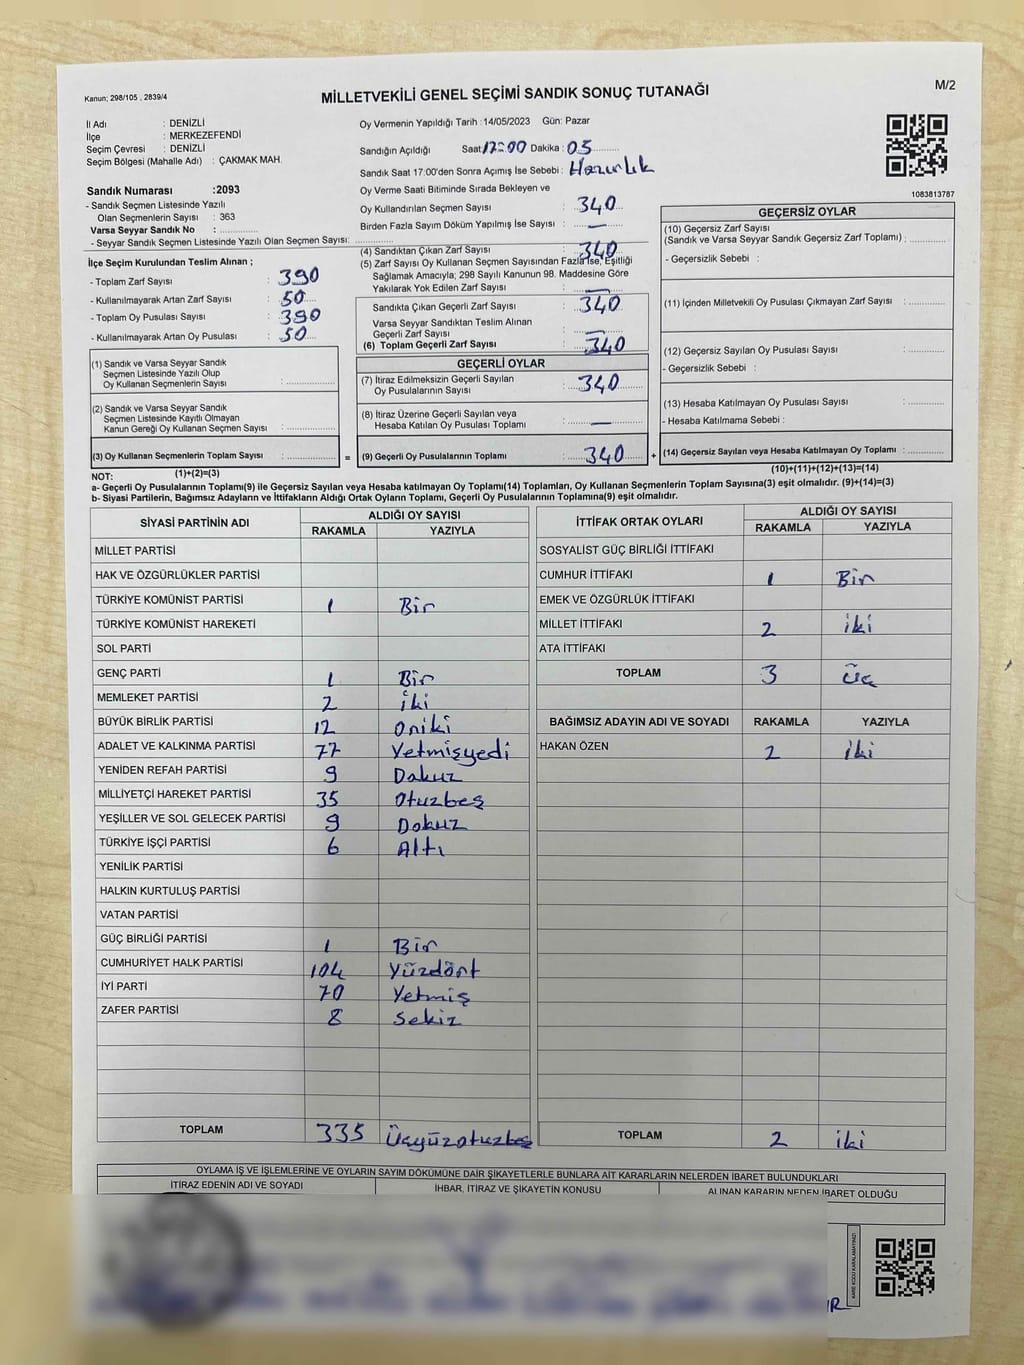 Kanun; 298/105 , 2839/4
MİLLETVEKİLİ GENEL SEÇİMİ SANDIK SONUÇ TUTANAĞI
M/2
İl Adı : DENİZLİ
İlçe : MERKEZEFENDİ
Seçim Çevresi : DENİZLİ
Seçim Bölgesi (Mahalle Adı) : ÇAKMAK MAH.
Sandık Numarası :2093
- Sandık Seçmen Listesinde Yazılı
Olan Seçmenlerin Sayısı : 363
Varsa Seyyar Sandık No :
- Seyyar Sandık Seçmen Listesinde Yazılı Olan Seçmen Sayısı:
İlçe Seçim Kurulundan Teslim Alınan ;
- Toplam Zarf Sayısı : 390
- Kullanılmayarak Artan Zarf Sayısı : 50
- Toplam Oy Pusulası Sayısı : 390
- Kullanılmayarak Artan Oy Pusulası : 50
(1) Sandık ve Varsa Seyyar Sandık
Seçmen Listesinde Yazılı Olup
Oy Kullanan Seçmenlerin Sayısı :
(2) Sandık ve Varsa Seyyar Sandık
Seçmen Listesinde Kayıtlı Olmayan
Kanun Gereği Oy Kullanan Seçmen Sayısı :
(3) Oy Kullanan Seçmenlerin Toplam Sayısı :
Oy Vermenin Yapıldığı Tarih :14/05/2023 Gün: Pazar
Sandığın Açıldığı Saat: 17:00 Dakika : 05
Sandık Saat 17:00'den Sonra Açımış İse Sebebi : Hazırlık
Oy Verme Saati Bitiminde Sırada Bekleyen ve
Oy Kullandırılan Seçmen Sayısı : 340
Birden Fazla Sayım Döküm Yapılmış İse Sayısı : —
(4) Sandıktan Çıkan Zarf Sayısı : 340
(5) Zarf Sayısı Oy Kullanan Seçmen Sayısından Fazla İse, Eşitliği
Sağlamak Amacıyla; 298 Sayılı Kanunun 98. Maddesine Göre
Yakılarak Yok Edilen Zarf Sayısı : —
Sandıkta Çıkan Geçerli Zarf Sayısı : 340
Varsa Seyyar Sandıktan Teslim Alınan
Geçerli Zarf Sayısı : —
(6) Toplam Geçerli Zarf Sayısı : 340
GEÇERLİ OYLAR
(7) İtiraz Edilmeksizin Geçerli Sayılan
Oy Pusulalarının Sayısı : 340
(8) İtiraz Üzerine Geçerli Sayılan veya
Hesaba Katılan Oy Pusulası Toplamı : —
= (9) Geçerli Oy Pusulalarının Toplamı : 340 +
1083813787
GEÇERSİZ OYLAR
(10) Geçersiz Zarf Sayısı
(Sandık ve Varsa Seyyar Sandık Geçersiz Zarf Toplamı) :
- Geçersizlik Sebebi :
(11) İçinden Milletvekili Oy Pusulası Çıkmayan Zarf Sayısı :
(12) Geçersiz Sayılan Oy Pusulası Sayısı :
- Geçersizlik Sebebi :
(13) Hesaba Katılmayan Oy Pusulası Sayısı :
- Hesaba Katılmama Sebebi :
(14) Geçersiz Sayılan veya Hesaba Katılmayan Oy Toplamı :
NOT: (1)+(2)=(3)
(10)+(11)+(12)+(13)=(14)
a- Geçerli Oy Pusulalarının Toplamı(9) ile Geçersiz Sayılan veya Hesaba Katılmayan Oy Toplamı(14) Toplamları, Oy Kullanan Seçmenlerin Toplam Sayısına(3) eşit olmalıdır. (9)+(14)=(3)
b- Siyasi Partilerin, Bağımsız Adayların ve İttifakların Aldığı Ortak Oyların Toplamı, Geçerli Oy Pusulalarının Toplamına(9) eşit olmalıdır.
SİYASİ PARTİNİN ADI ALDIĞI OY SAYISI
RAKAMLA YAZIYLA
MİLLET PARTİSİ
HAK VE ÖZGÜRLÜKLER PARTİSİ
TÜRKİYE KOMÜNİST PARTİSİ 1 Bir
TÜRKİYE KOMÜNİST HAREKETİ
SOL PARTİ
GENÇ PARTİ 1 Bir
MEMLEKET PARTİSİ 2 iki
BÜYÜK BİRLİK PARTİSİ 12 Oniki
ADALET VE KALKINMA PARTİSİ 77 Yetmişyedi
YENİDEN REFAH PARTİSİ 9 Dokuz
MİLLİYETÇİ HAREKET PARTİSİ 35 Otuzbeş
YEŞİLLER VE SOL GELECEK PARTİSİ 9 Dokuz
TÜRKİYE İŞÇİ PARTİSİ 6 Altı
YENİLİK PARTİSİ
HALKIN KURTULUŞ PARTİSİ
VATAN PARTİSİ
GÜÇ BİRLİĞİ PARTİSİ 1 Bir
CUMHURİYET HALK PARTİSİ 104 Yüzdört
İYİ PARTİ 70 Yetmiş
ZAFER PARTİSİ 8 Sekiz
TOPLAM 335 Üçyüzotuzbeş
İTTİFAK ORTAK OYLARI ALDIĞI OY SAYISI
RAKAMLA YAZIYLA
SOSYALİST GÜÇ BİRLİĞİ İTTİFAKI
CUMHUR İTTİFAKI 1 Bir
EMEK VE ÖZGÜRLÜK İTTİFAKI
MİLLET İTTİFAKI 2 iki
ATA İTTİFAKI
TOPLAM 3 Üç
BAĞIMSIZ ADAYIN ADI VE SOYADI RAKAMLA YAZIYLA
HAKAN ÖZEN 2 iki
TOPLAM 2 iki
OYLAMA İŞ VE İŞLEMLERİNE VE OYLARIN SAYIM DÖKÜMÜNE DAİR ŞİKAYETLERLE BUNLARA AİT KARARLARIN NELERDEN İBARET BULUNDUKLARI
İTİRAZ EDENİN ADI VE SOYADI İHBAR, İTİRAZ VE ŞİKAYETİN KONUSU ALINAN KARARIN NEDEN İBARET OLDUĞU